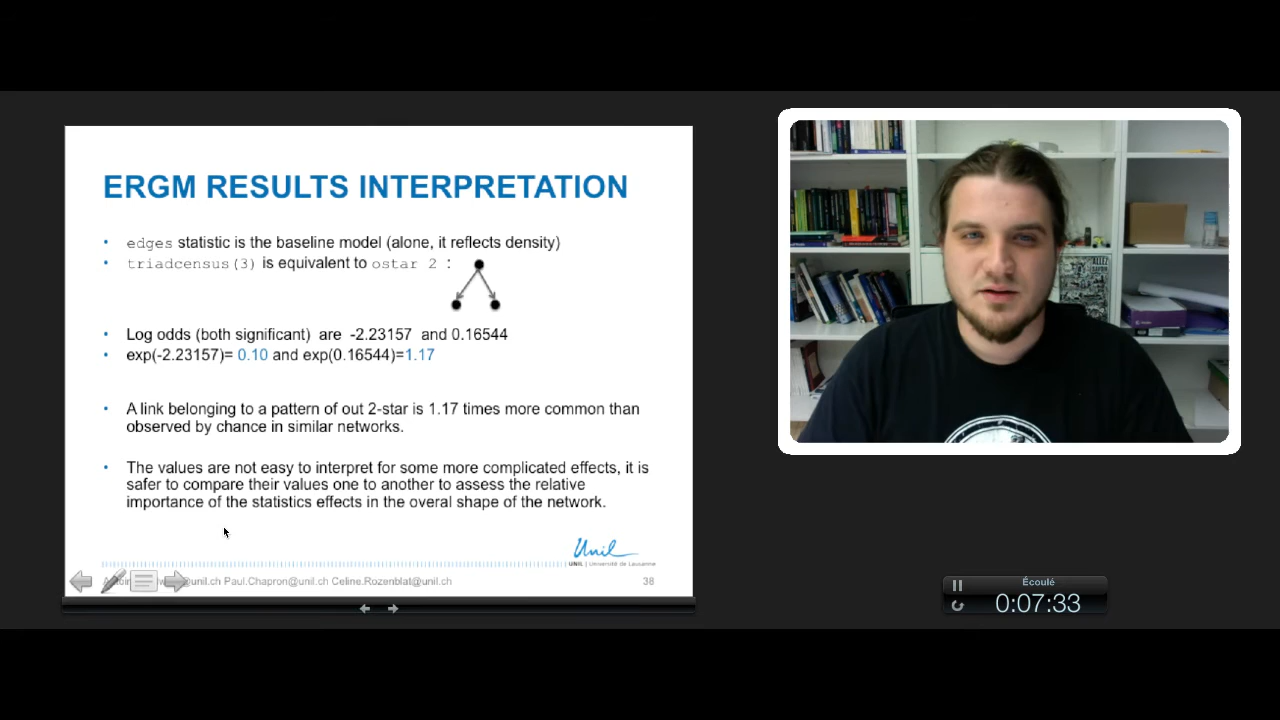 ERGM RESULTS INTERPRETATION
• edges statistic is the baseline model (alone, it reflects density)
• triadcensus(3) is equivalent to ostar 2 :
• Log odds (both significant) are -2.23157 and 0.16544
• exp(-2.23157)= 0.10 and exp(0.16544)=1.17
• A link belonging to a pattern of out 2-star is 1.17 times more common than
observed by chance in similar networks.
• The values are not easy to interpret for some more complicated effects, it is
safer to compare their values one to another to assess the relative
importance of the statistics effects in the overal shape of the network.
Unil
UNIL | Université de Lausanne
@unil.ch Paul.Chapron@unil.ch Celine.Rozenblat@unil.ch
38
ALLEZ
SAVOIR
Écoulé
0:07:33